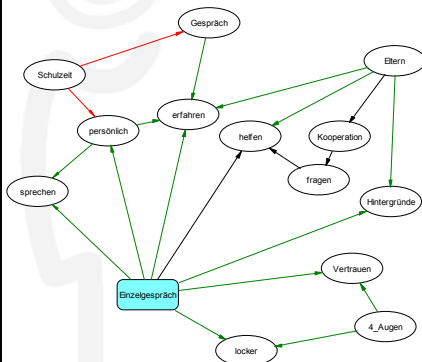 Gespräch
Eltern
Schulzeit
erfahren
persönlich
helfen
Kooperation
fragen
sprechen
Hintergründe
Vertrauen
Einzelgespräch
4_Augen
locker